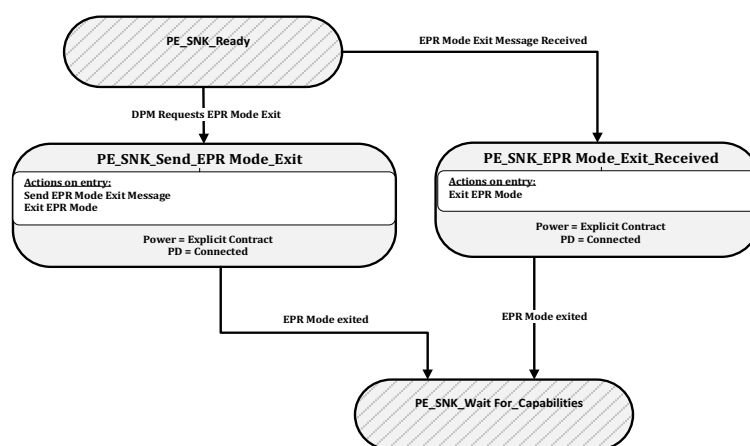 PE_SNK_Ready
EPR Mode Exit Message Received
DPM Requests EPR Mode Exit
PE_SNK_Send_EPR Mode_Exit
Actions on entry:
Send EPR Mode Exit Message
Exit EPR Mode
Power = Explicit Contract
PD = Connected
PE_SNK_EPR Mode_Exit_Received
Actions on entry:
Exit EPR Mode
Power = Explicit Contract
PD = Connected
EPR Mode exited
EPR Mode exited
PE_SNK_Wait For_Capabilities